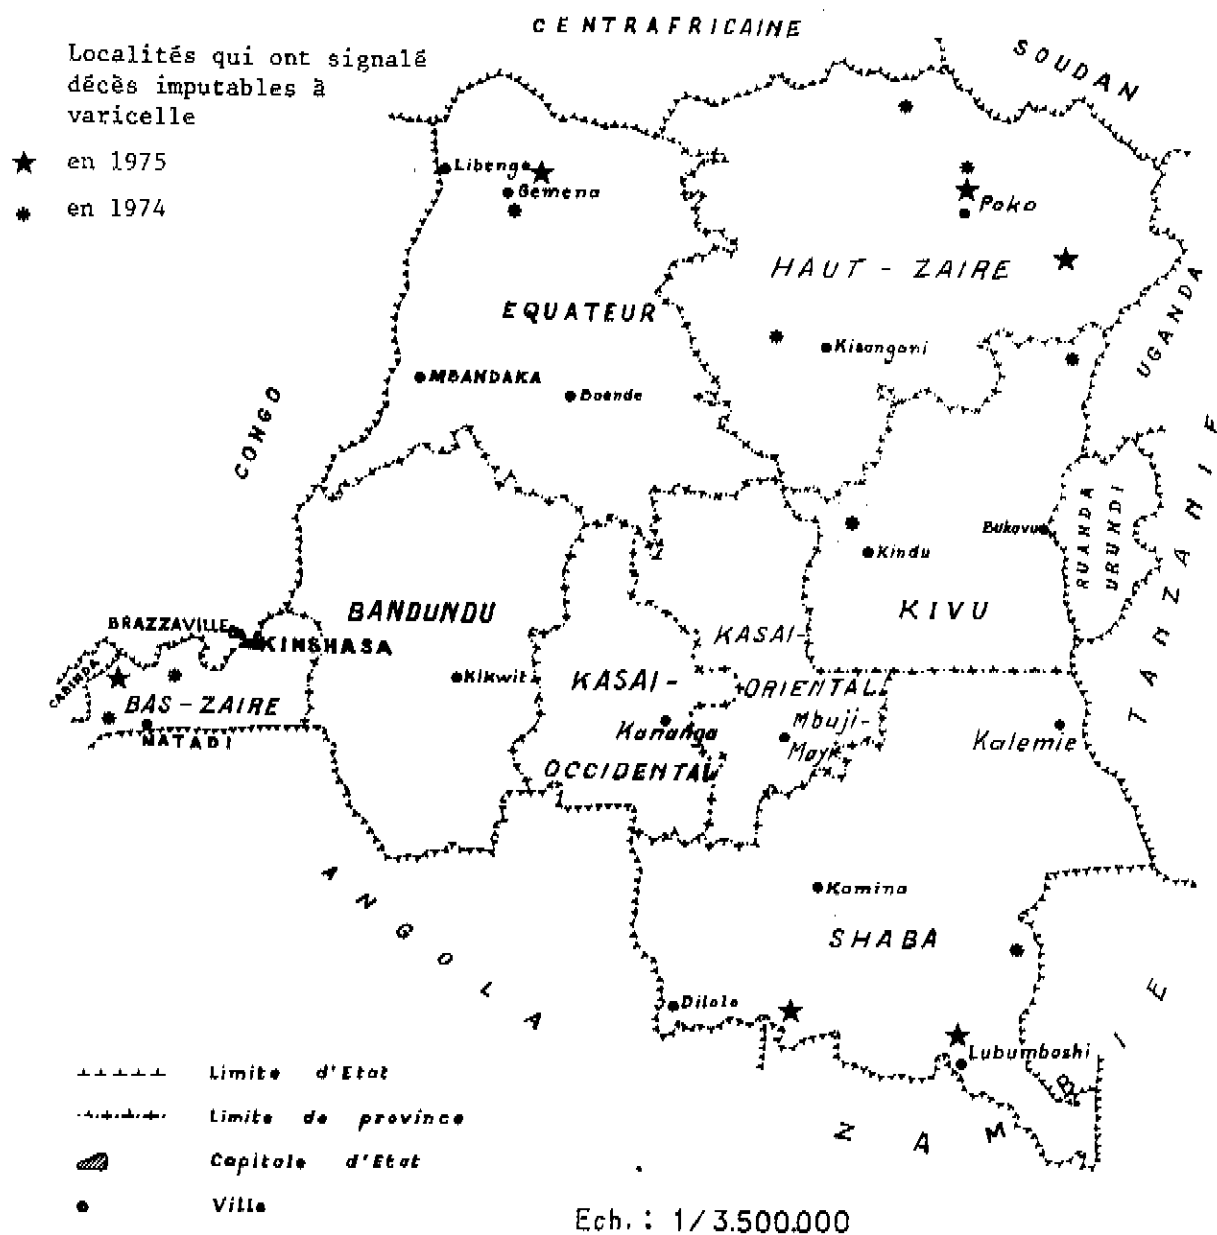 CENTRAFRICAINE
SOUDAN
Localités qui ont signalé
décès imputables à
varicelle
en 1975
en 1974
Libenge
Gemena
Poko
HAUT - ZAIRE
UGANDA
EQUATEUR
Kisangani
MBANDAKA
Boende
CONGO
TANZANIE
RUANDA
URUNDI
Bukavu
Kindu
BANDUNDU
KIVU
BRAZZAVILLE
KINSHASA
KASAI-
ORIENTAL
CABINDA
BAS-ZAIRE
MATADI
Kikwit
KASAI-
OCCIDENTAL
Kananga
Mbuji-
Mayi
Kalemie
ANGOLA
Kamina
SHABA
Dilolo
Lubumbashi
ZAMBIE
Limite d'Etat
Limite de province
Capitale d'Etat
Ville
Ech. : 1/3.500.000